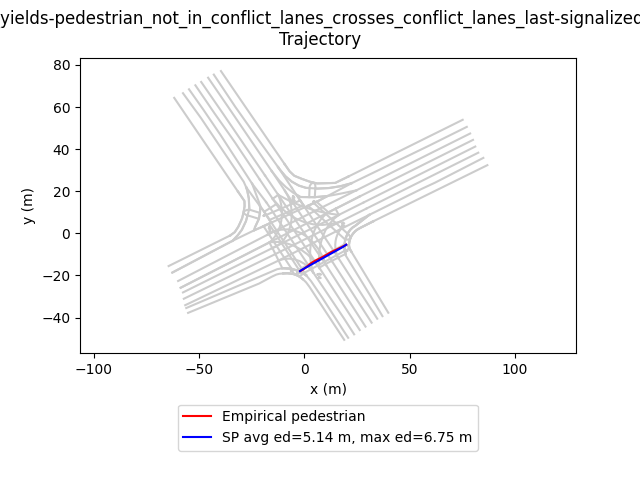 yields-pedestrian_not_in_conflict_lanes_crosses_conflict_lanes_last-signalized
Trajectory
80
60
40
20
0
−20
−40
y (m)
−100
−50
0
50
100
x (m)
Empirical pedestrian
SP avg ed=5.14 m, max ed=6.75 m